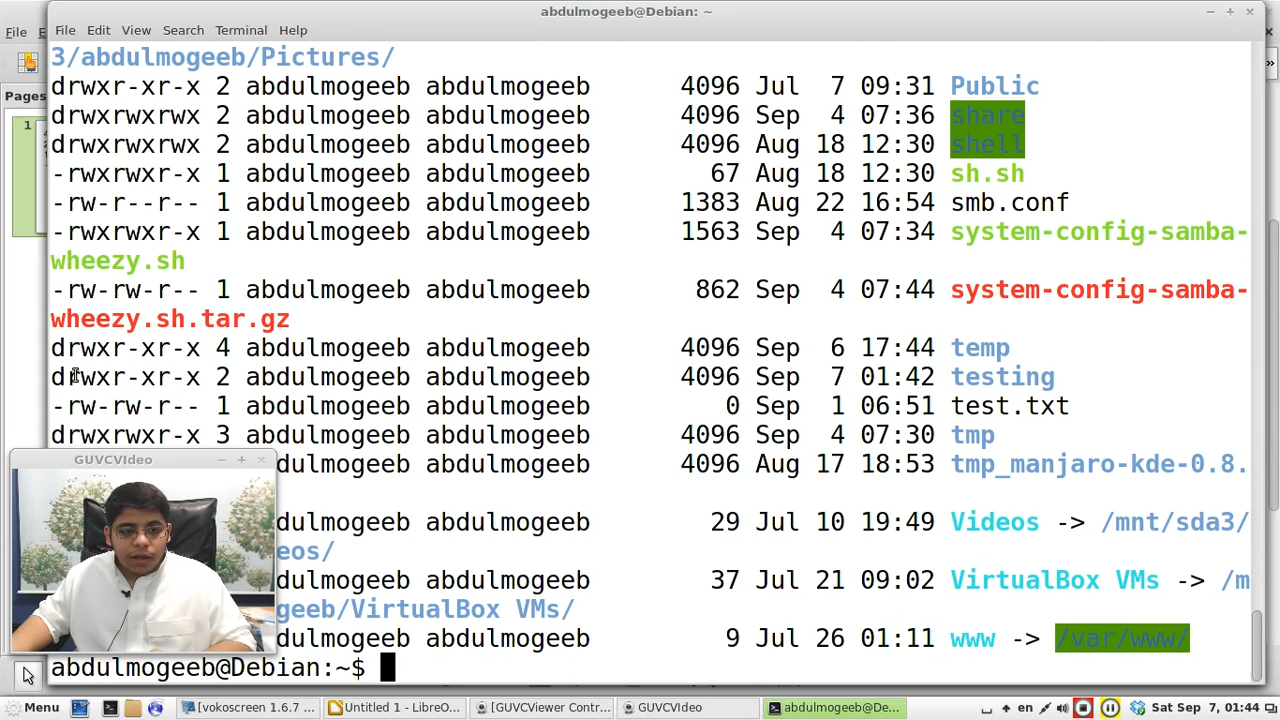 abdulmogeeb@Debian: ~
File
File Edit View Search Terminal Help
Pages
1
3/abdulmogeeb/Pictures/
drwxr-xr-x 2 abdulmogeeb abdulmogeeb 4096 Jul 7 09:31 Public
drwxrwxrwx 2 abdulmogeeb abdulmogeeb 4096 Sep 4 07:36 share
drwxrwxrwx 2 abdulmogeeb abdulmogeeb 4096 Aug 18 12:30 shell
-rwxrwxr-x 1 abdulmogeeb abdulmogeeb 67 Aug 18 12:30 sh.sh
-rw-r--r-- 1 abdulmogeeb abdulmogeeb 1383 Aug 22 16:54 smb.conf
-rwxrwxr-x 1 abdulmogeeb abdulmogeeb 1563 Sep 4 07:34 system-config-samba-
wheezy.sh
-rw-rw-r-- 1 abdulmogeeb abdulmogeeb 862 Sep 4 07:44 system-config-samba-
wheezy.sh.tar.gz
drwxr-xr-x 4 abdulmogeeb abdulmogeeb 4096 Sep 6 17:44 temp
drwxr-xr-x 2 abdulmogeeb abdulmogeeb 4096 Sep 7 01:42 testing
-rw-rw-r-- 1 abdulmogeeb abdulmogeeb 0 Sep 1 06:51 test.txt
drwxrwxr-x 3 abdulmogeeb abdulmogeeb 4096 Sep 4 07:30 tmp
dulmogeeb abdulmogeeb 4096 Aug 17 18:53 tmp_manjaro-kde-0.8.
dulmogeeb abdulmogeeb 29 Jul 10 19:49 Videos -> /mnt/sda3/
eos/
dulmogeeb abdulmogeeb 37 Jul 21 09:02 VirtualBox VMs -> /m
geeb/VirtualBox VMs/
dulmogeeb abdulmogeeb 9 Jul 26 01:11 www -> /var/www/
abdulmogeeb@Debian:~$
GUVCVIdeo
Menu [vokoscreen 1.6.7 ... Untitled 1 - LibreO... [GUVCViewer Contr... GUVCVIdeo abdulmogeeb@De... en Sat Sep 7, 01:44